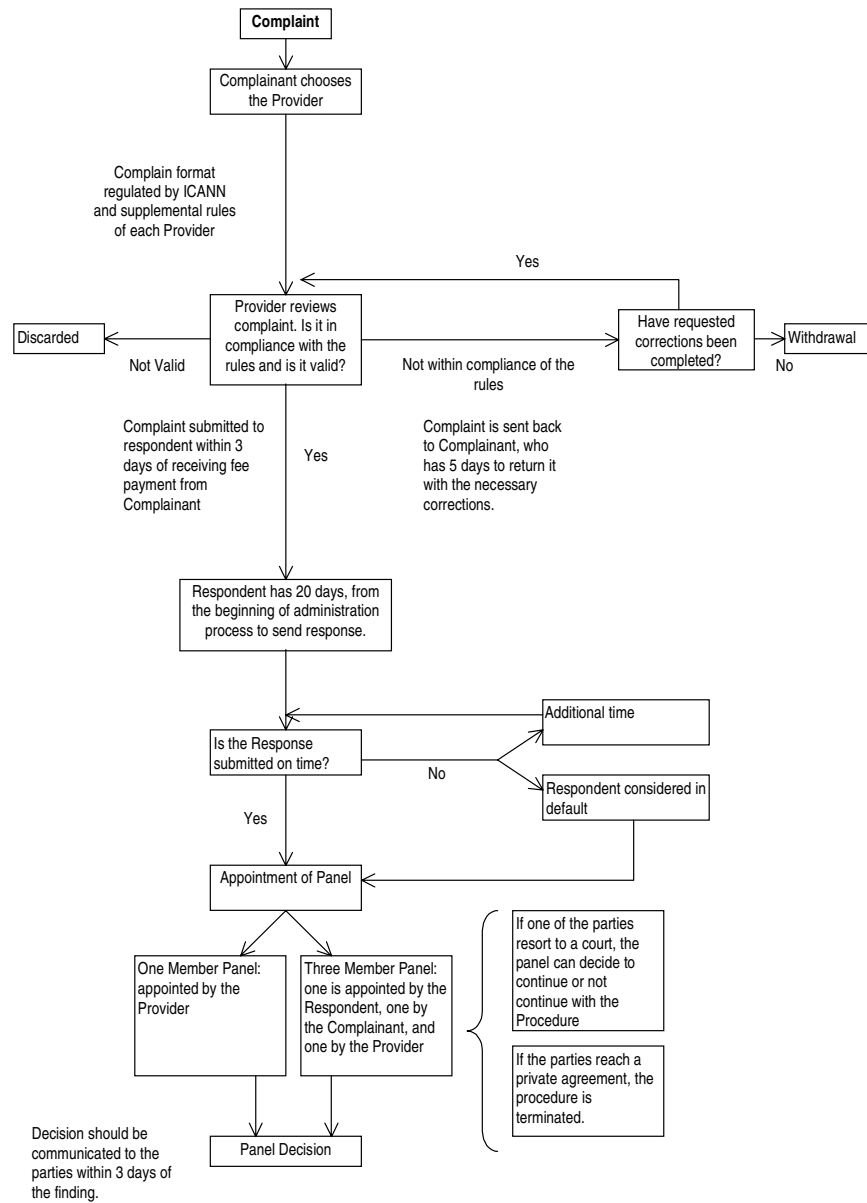 Complaint
Complainant chooses
the Provider
Complain format
regulated by ICANN
and supplemental rules
of each Provider
Yes
Provider reviews
complaint. Is it in
compliance with the
rules and is it valid?
Discarded
Not Valid
Have requested
corrections been
completed?
Withdrawal
No
Not within compliance of the
rules
Complaint submitted to
respondent within 3
days of receiving fee
payment from
Complainant
Yes
Complaint is sent back
to Complainant, who
has 5 days to return it
with the necessary
corrections.
Respondent has 20 days, from
the beginning of administration
process to send response.
Additional time
Is the Response
submitted on time?
No
Respondent considered in
default
Yes
Appointment of Panel
One Member Panel:
appointed by the
Provider
Three Member Panel:
one is appointed by the
Respondent, one by
the Complainant, and
one by the Provider
If one of the parties
resort to a court, the
panel can decide to
continue or not
continue with the
Procedure
If the parties reach a
private agreement, the
procedure is
terminated.
Decision should be
communicated to the
parties within 3 days of
the finding.
Panel Decision